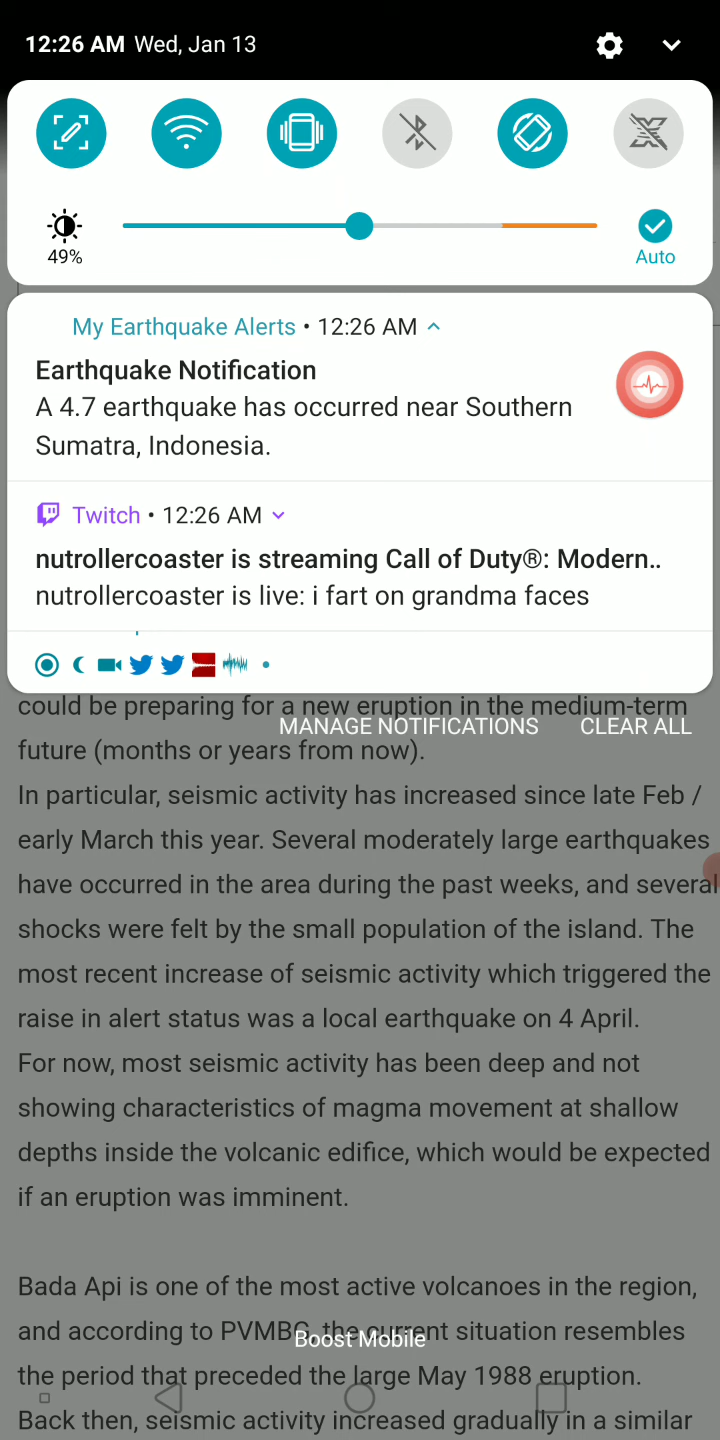 12:26 AM Wed, Jan 13
49%
Auto
My Earthquake Alerts • 12:26 AM
Earthquake Notification
A 4.7 earthquake has occurred near Southern
Sumatra, Indonesia.
Twitch • 12:26 AM
nutrollercoaster is streaming Call of Duty®: Modern..
nutrollercoaster is live: i fart on grandma faces
could be preparing for a new eruption in the medium-term
MANAGE NOTIFICATIONS CLEAR ALL
future (months or years from now).
In particular, seismic activity has increased since late Feb /
early March this year. Several moderately large earthquakes
have occurred in the area during the past weeks, and several
shocks were felt by the small population of the island. The
most recent increase of seismic activity which triggered the
raise in alert status was a local earthquake on 4 April.
For now, most seismic activity has been deep and not
showing characteristics of magma movement at shallow
depths inside the volcanic edifice, which would be expected
if an eruption was imminent.
Bada Api is one of the most active volcanoes in the region,
and according to PVMBG, the current situation resembles
Boost Mobile
the period that preceded the large May 1988 eruption.
Back then, seismic activity increased gradually in a similar